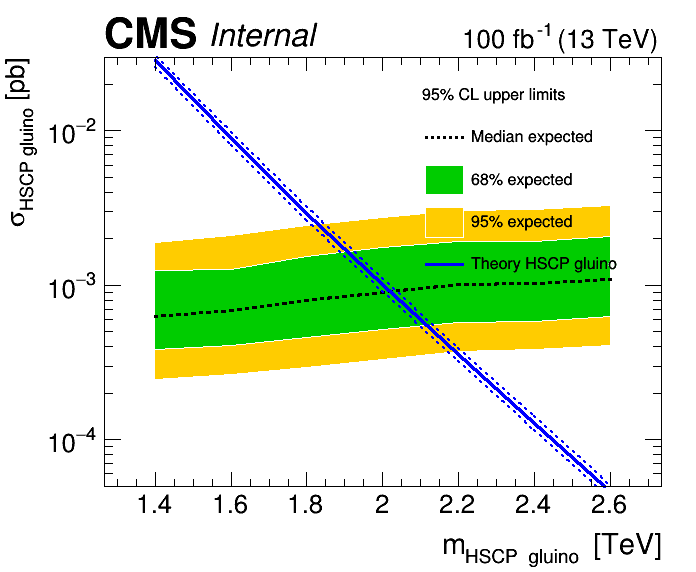 CMS Internal 100 fb⁻¹ (13 TeV)
σHSCP gluino [pb]
95% CL upper limits
Median expected
68% expected
95% expected
Theory HSCP gluino
10⁻²
10⁻³
10⁻⁴
1.4 1.6 1.8 2 2.2 2.4 2.6
mHSCP gluino [TeV]